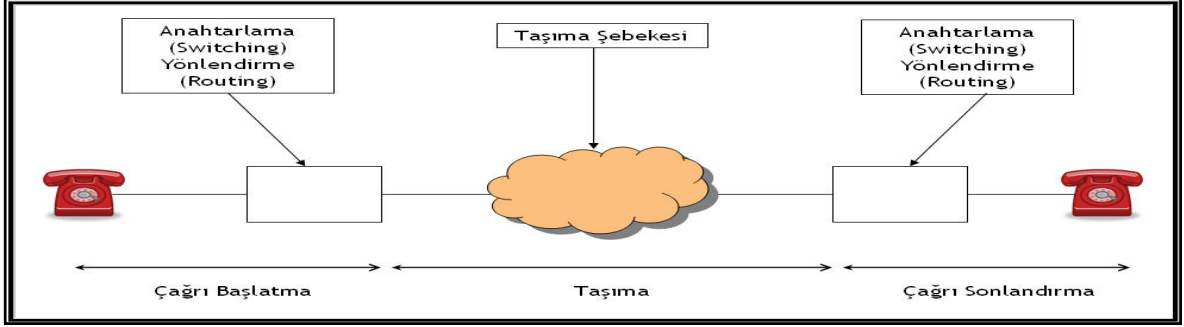 Anahtarlama
(Switching)
Yönlendirme
(Routing)
Taşıma Şebekesi
Anahtarlama
(Switching)
Yönlendirme
(Routing)
Çağrı Başlatma
Taşıma
Çağrı Sonlandırma